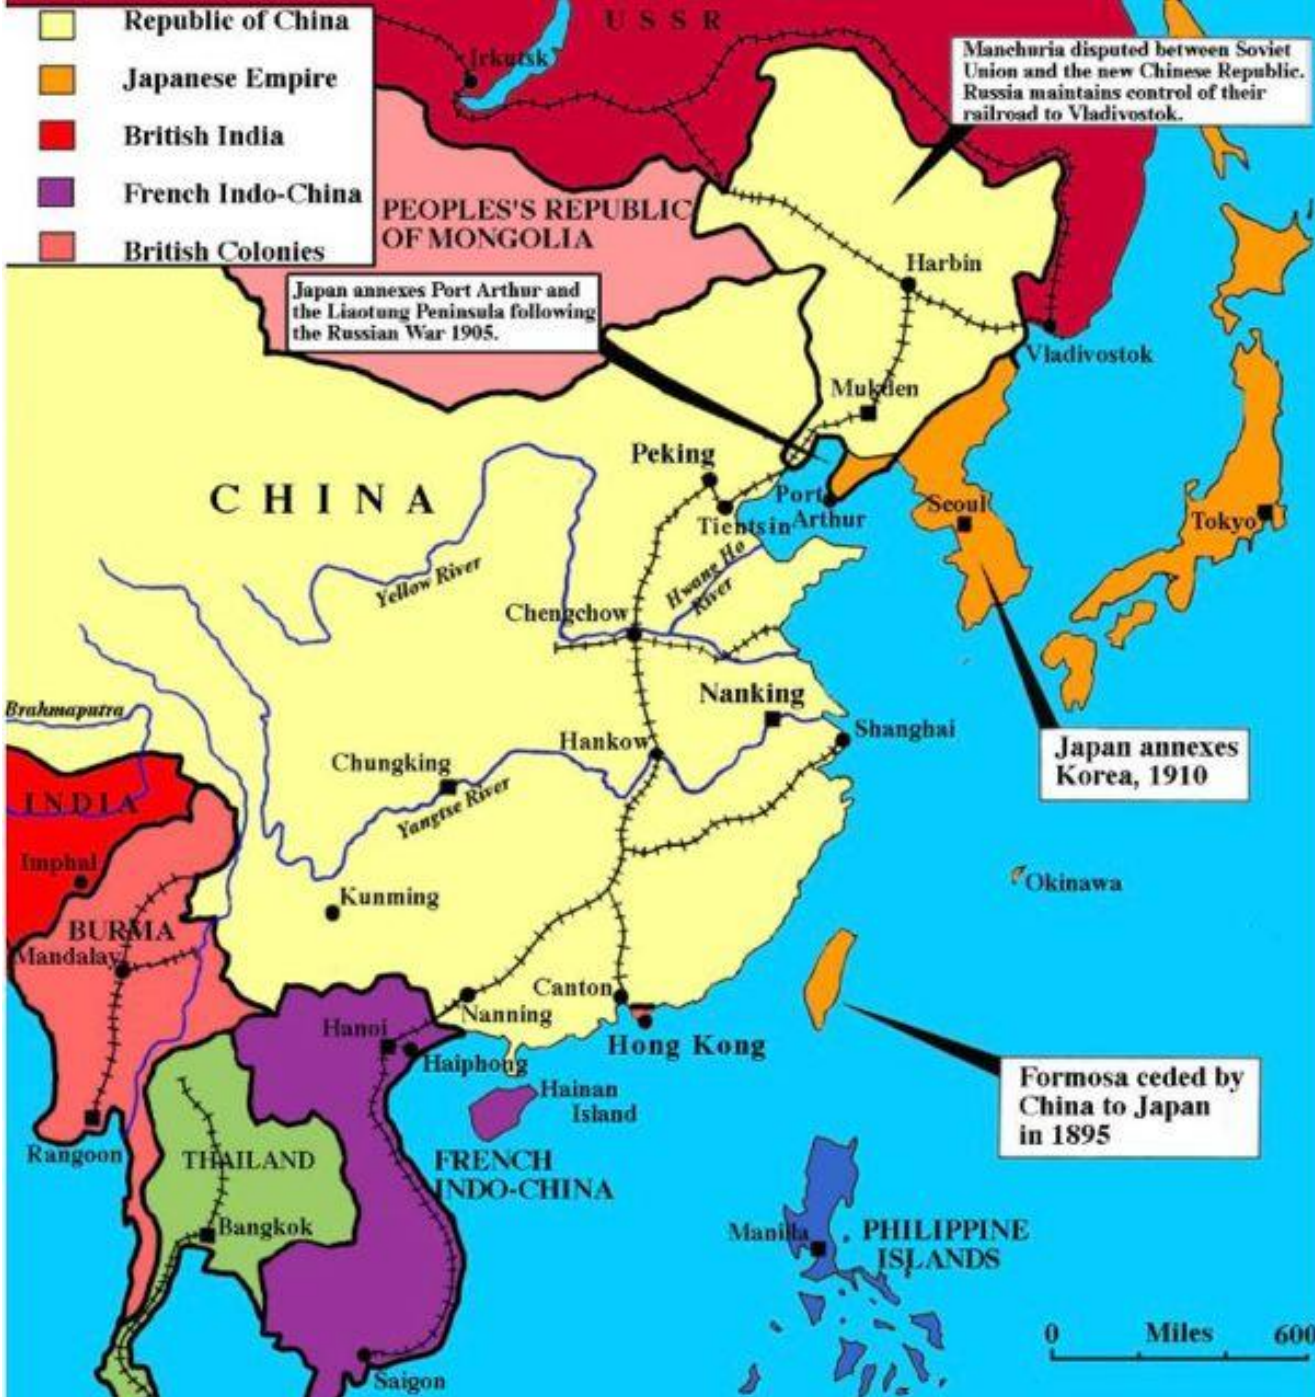 Republic of China
Japanese Empire
British India
French Indo-China
British Colonies
USSR
Irkutsk
Manchuria disputed between Soviet
Union and the new Chinese Republic.
Russia maintains control of their
railroad to Vladivostok.
PEOPLES'S REPUBLIC
OF MONGOLIA
Japan annexes Port Arthur and
the Liaotung Peninsula following
the Russian War 1905.
Harbin
Vladivostok
Mukden
Peking
CHINA
Port
Arthur
Tientsin
Seoul
Tokyo
Yellow River
Hwang Ho
River
Chengchow
Nanking
Brahmaputra
Shanghai
Hankow
Chungking
Yangtse River
Japan annexes
Korea, 1910
INDIA
Imphal
Okinawa
Kunming
BURMA
Mandalay
Canton
Nanning
Hanoi
Hong Kong
Haiphong
Hainan
Island
Formosa ceded by
China to Japan
in 1895
Rangoon
THAILAND
FRENCH
INDO-CHINA
Bangkok
Manilla
PHILIPPINE
ISLANDS
0 Miles 600
Saigon